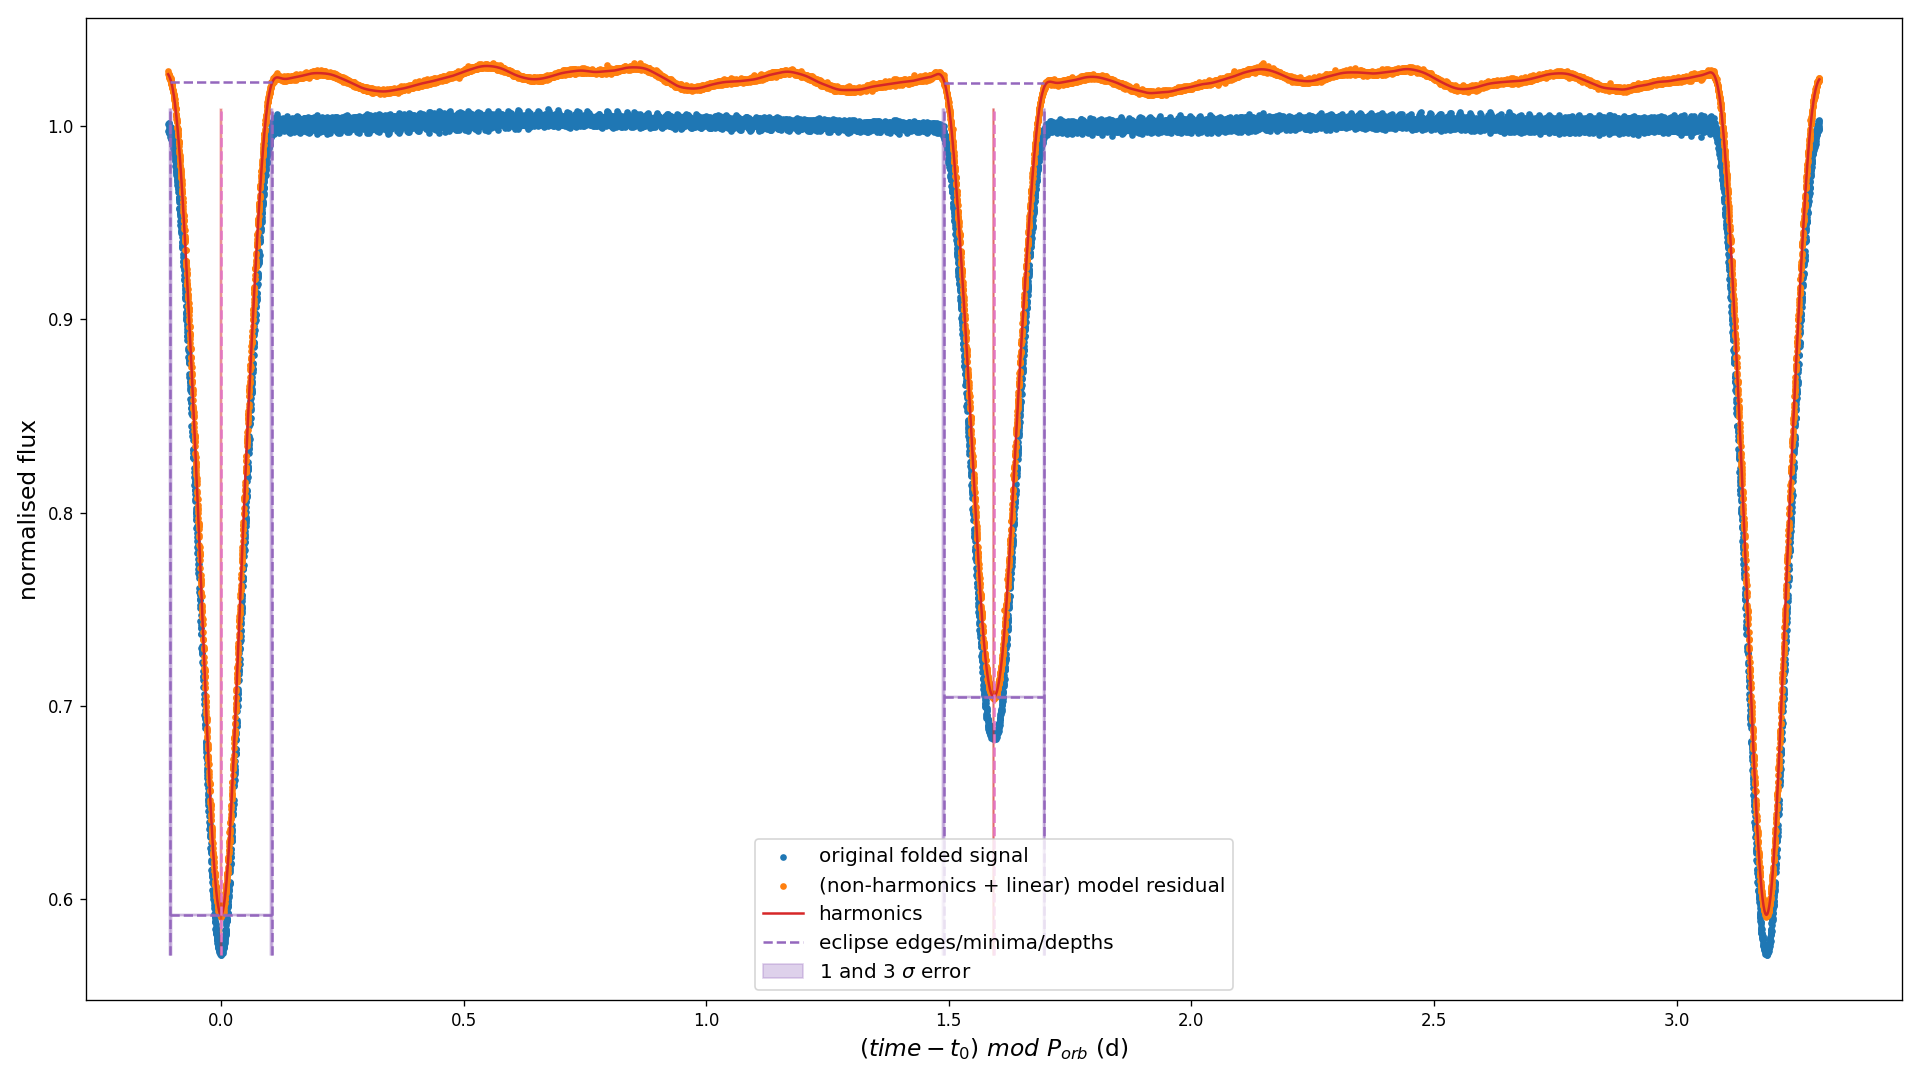 normalised flux
1.0
0.9
0.8
0.7
0.6
original folded signal
(non-harmonics + linear) model residual
harmonics
eclipse edges/minima/depths
1 and 3 σ error
0.0 0.5 1.0 1.5 2.0 2.5 3.0
(time − t₀) mod Pₒᵣb (d)